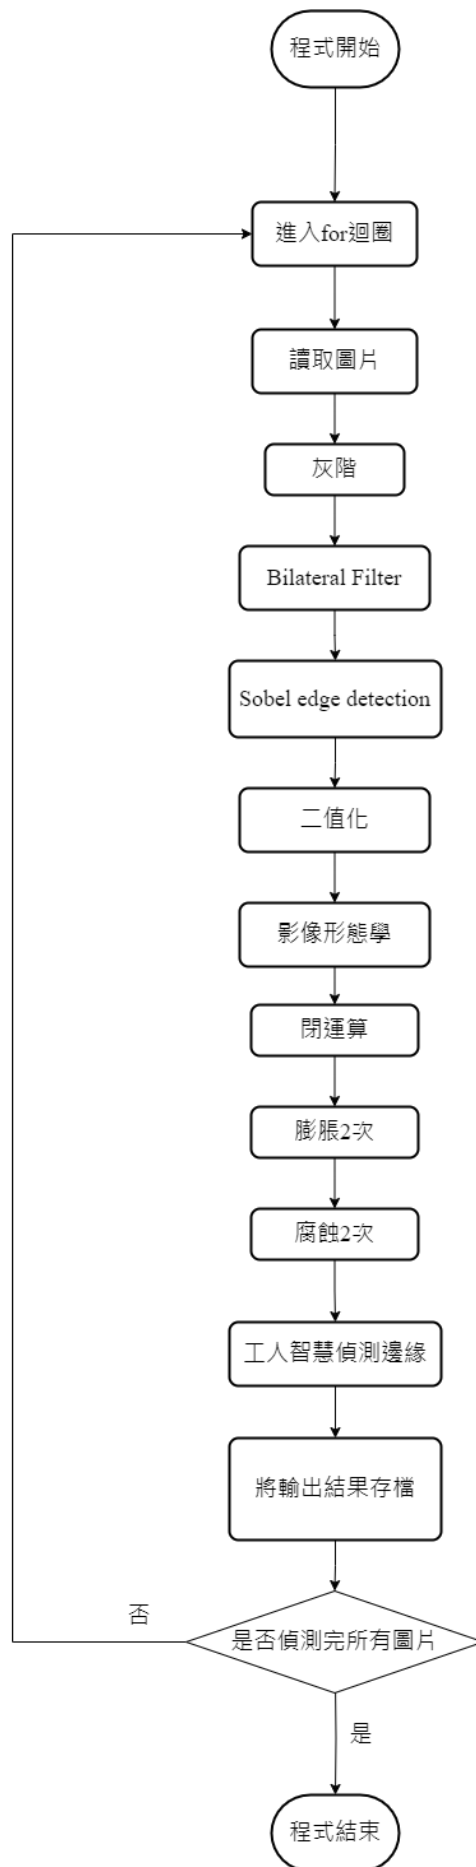 程式開始
進入for迴圈
讀取圖片
灰階
Bilateral Filter
Sobel edge detection
二值化
影像形態學
閉運算
膨脹2次
腐蝕2次
工人智慧偵測邊緣
將輸出結果存檔
否
是否偵測完所有圖片
是
程式結束